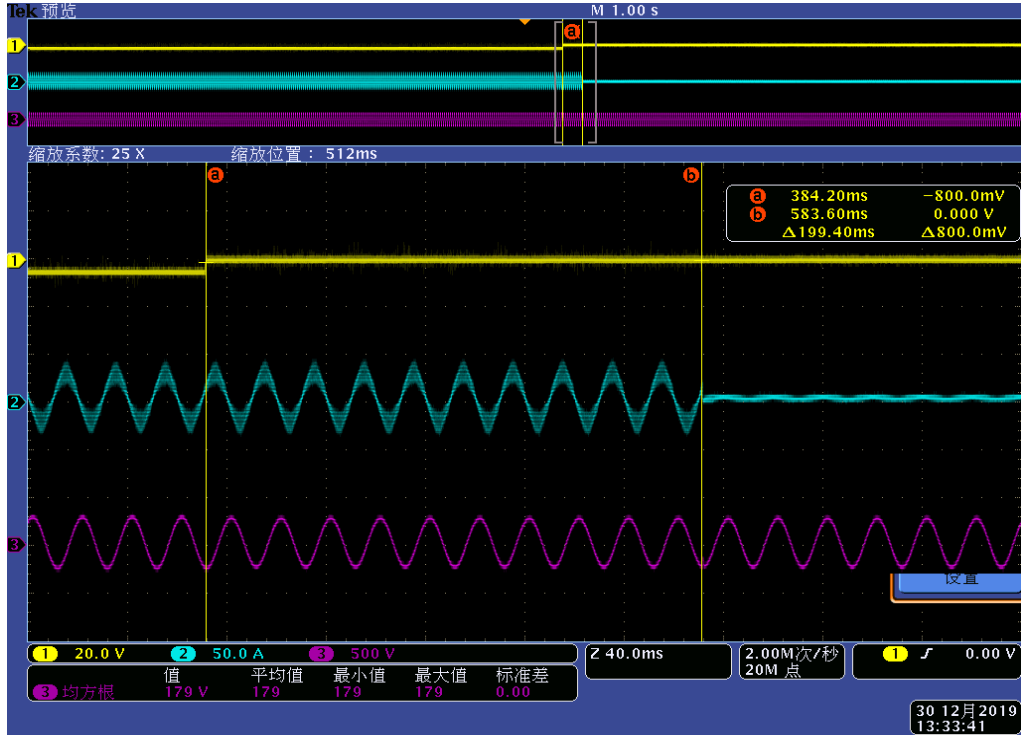 Tek 预览 M 1.00 s
a
1
2
3
缩放系数: 25 X 缩放位置： 512ms
a b
a 384.20ms −800.0mV
b 583.60ms 0.000 V
Δ199.40ms Δ800.0mV
1
2
3
设置
1 20.0 V 2 50.0 A 3 500 V
Z 40.0ms
2.00M次/秒
20M 点
1 0.00 V
值 平均值 最小值 最大值 标准差
3 均方根 179 V 179 179 179 0.00
30 12月2019
13:33:41